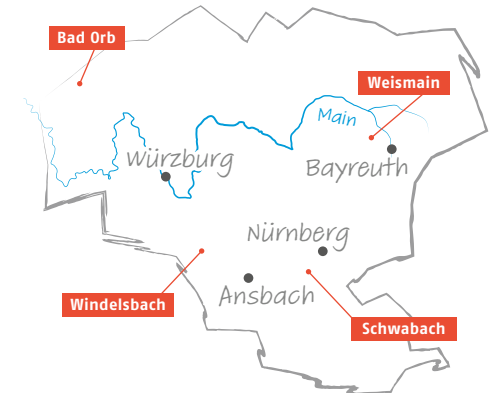 Bad Orb
Weismain
Main
Würzburg
Bayreuth
Nürnberg
Ansbach
Windelsbach
Schwabach